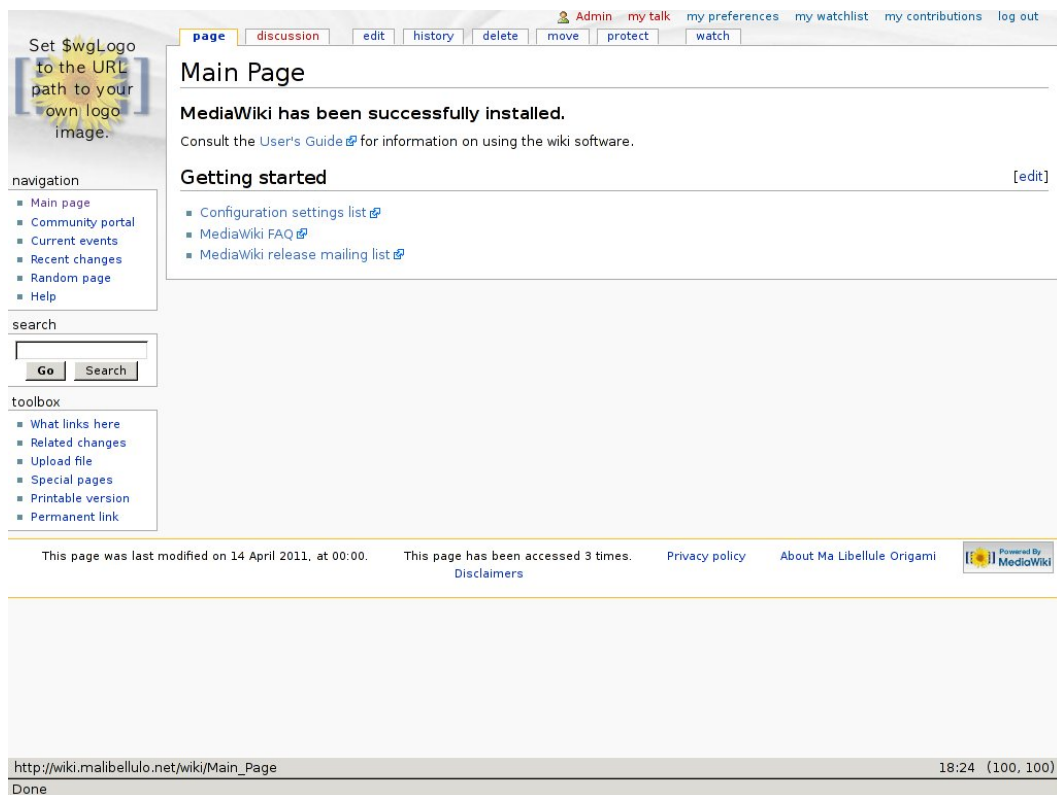 Admin my talk my preferences my watchlist my contributions log out
page discussion edit history delete move protect watch
Set $wgLogo
to the URL
path to your
own logo
image.
Main Page
MediaWiki has been successfully installed.
Consult the User's Guide for information on using the wiki software.
Getting started [edit]
Configuration settings list
MediaWiki FAQ
MediaWiki release mailing list
navigation
Main page
Community portal
Current events
Recent changes
Random page
Help
search
Go Search
toolbox
What links here
Related changes
Upload file
Special pages
Printable version
Permanent link
This page was last modified on 14 April 2011, at 00:00. This page has been accessed 3 times. Privacy policy About Ma Libellule Origami
Disclaimers
Powered By
MediaWiki
http://wiki.malibellulo.net/wiki/Main_Page 18:24 (100, 100)
Done